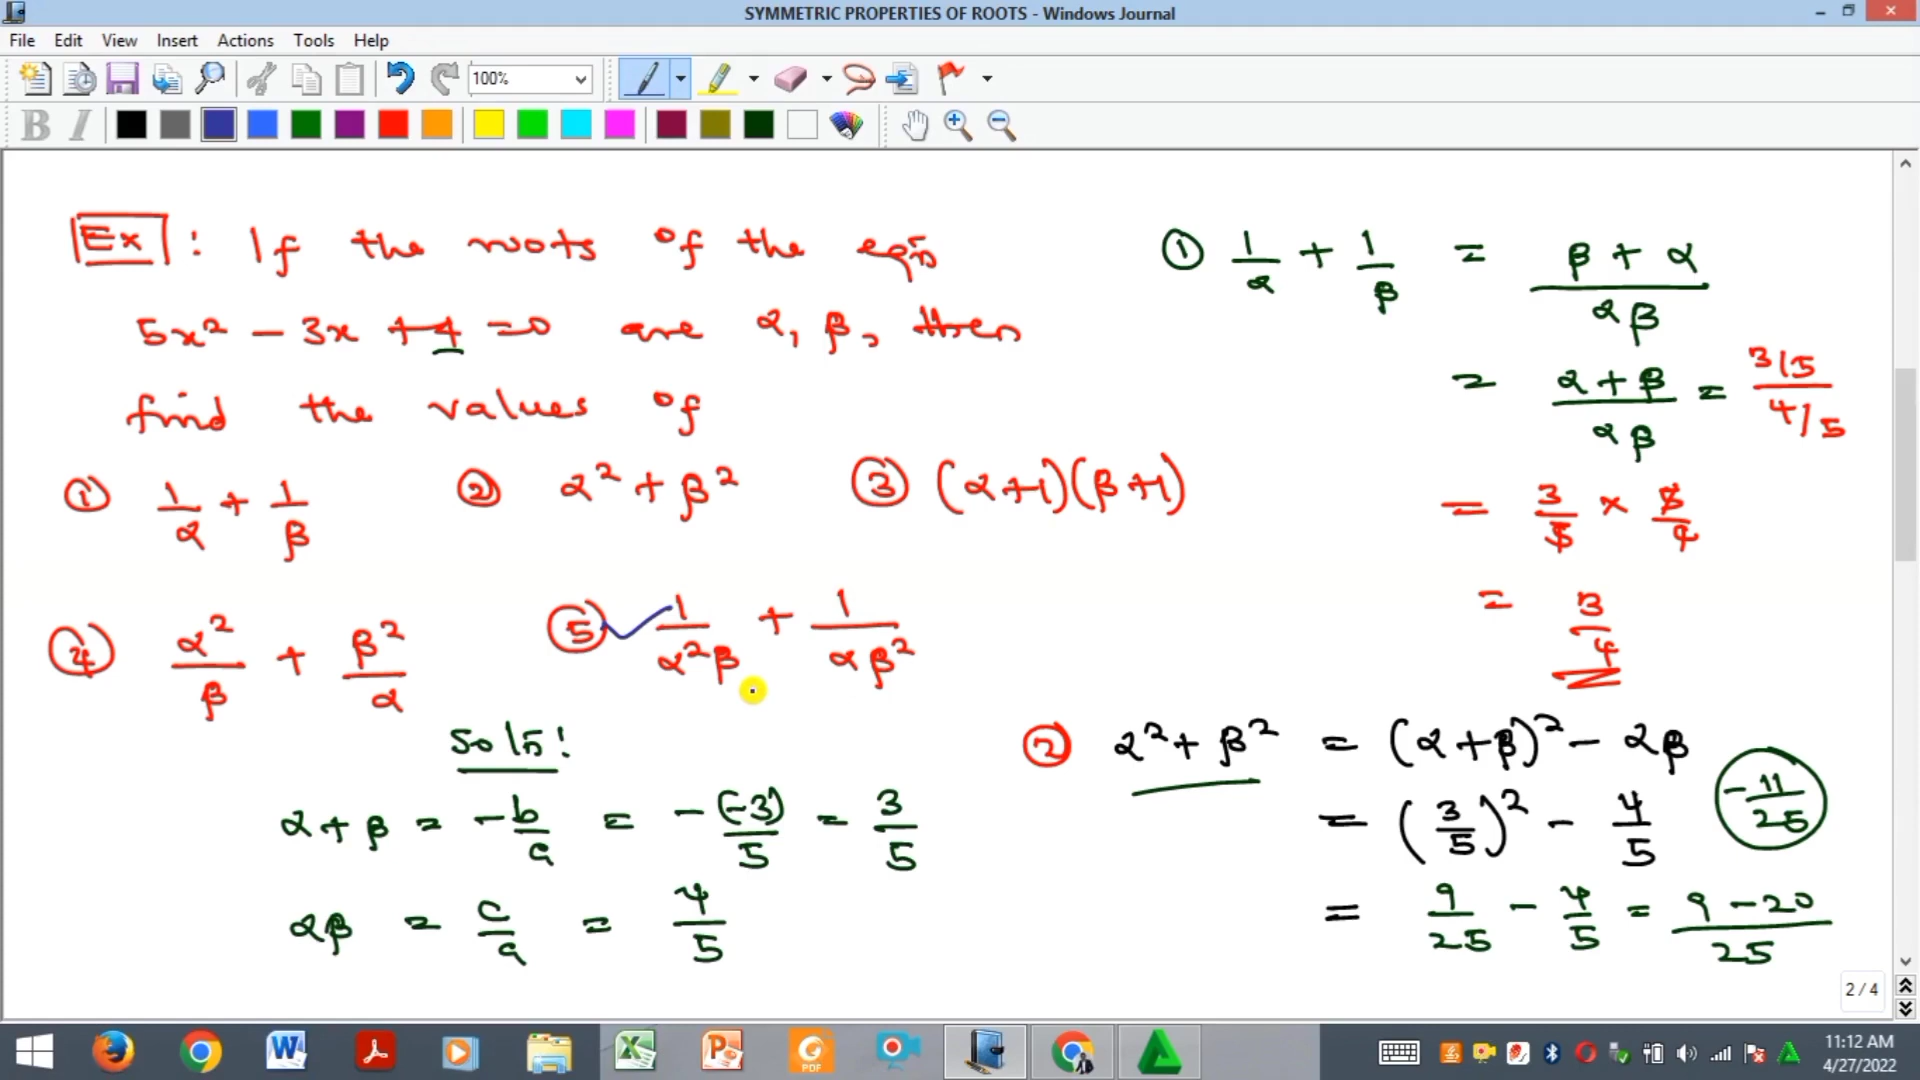 SYMMETRIC PROPERTIES OF ROOTS - Windows Journal
File Edit View Insert Actions Tools Help
100%
B I
Ex : If the roots of the eqn
5x² - 3x + 4 = 0 are α, β, then
find the values of
① 1/α + 1/β ② α² + β² ③ (α+1)(β+1)
④ α²/β + β²/α ⑤ 1/α²β + 1/αβ²
Soln!
α + β = -b/a = -(-3)/5 = 3/5
αβ = c/a = 4/5
① 1/α + 1/β = β + α/αβ
= α + β/αβ = 3/5/4/5
= 3/5 × 5/4
= 3/4
② α² + β² = (α + β)² - αβ
= (3/5)² - 4/5
-11/25
= 9/25 - 4/5 = 9 - 20/25
2 / 4
PDF
11:12 AM
4/27/2022